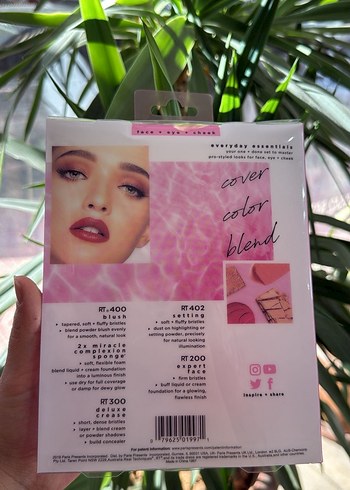 face + eye + cheek
everyday essentials
your one + done set to master
pro-styled looks for face, eye + cheek
cover
color
blend
RT 400
blush
• tapered, soft + fluffy bristles
• blend powder blush evenly
for a smooth, natural look
2x miracle
complexion
sponge
• soft, flexible foam
blend liquid + cream foundation
into a luminous finish
• use dry for full coverage
or damp for dewy glow
RT 300
deluxe
crease
• short, dense bristles
• layer + blend cream
or powder shadows
• build concealer
RT 402
setting
• soft + fluffy bristles
• dust on highlighting or
setting powder, precisely
for natural looking
illumination
RT 200
expert
face
• firm bristles
• buff liquid or cream
foundation for a glowing,
flawless finish
inspire + share